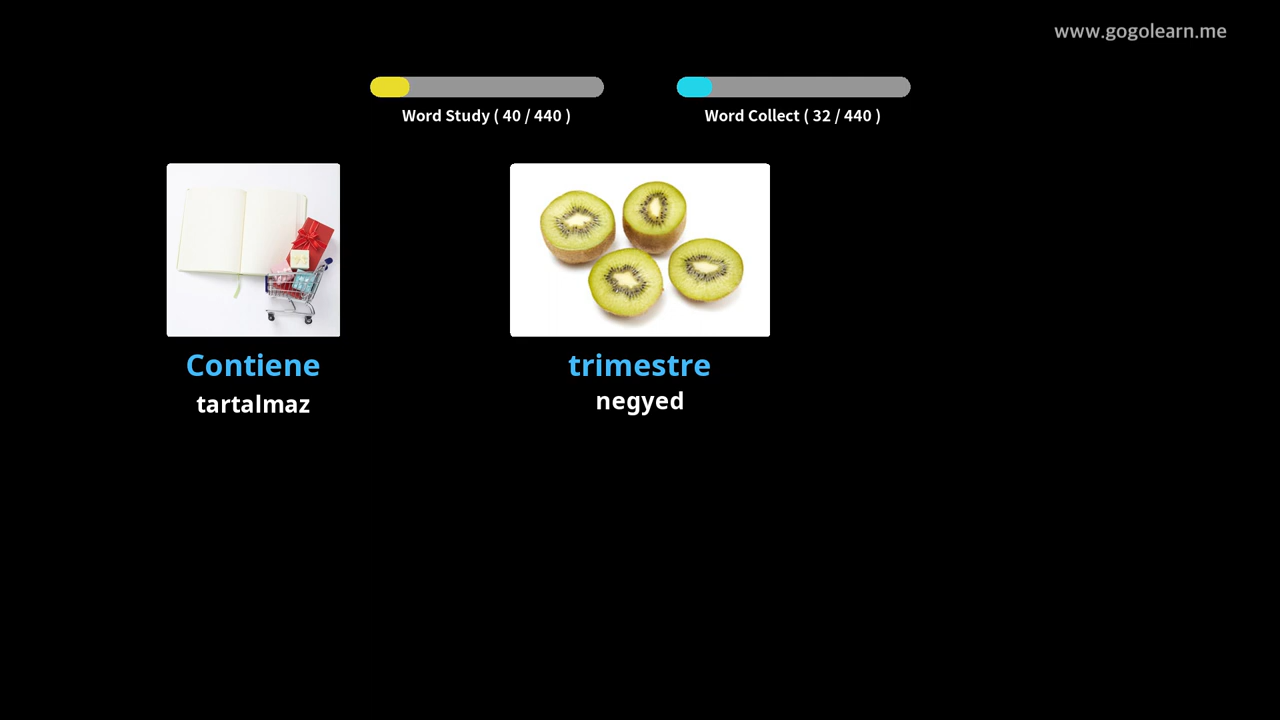 www.gogolearn.me
Word Study ( 40 / 440 )
Word Collect ( 32 / 440 )
Contiene
tartalmaz
trimestre
negyed